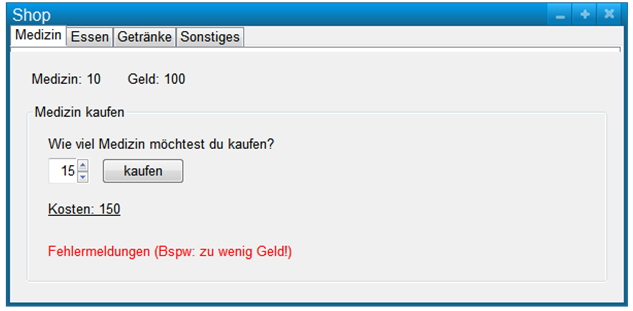 Shop
Medizin Essen Getränke Sonstiges
Medizin: 10 Geld: 100
Medizin kaufen
Wie viel Medizin möchtest du kaufen?
15 kaufen
Kosten: 150
Fehlermeldungen (Bspw: zu wenig Geld!)